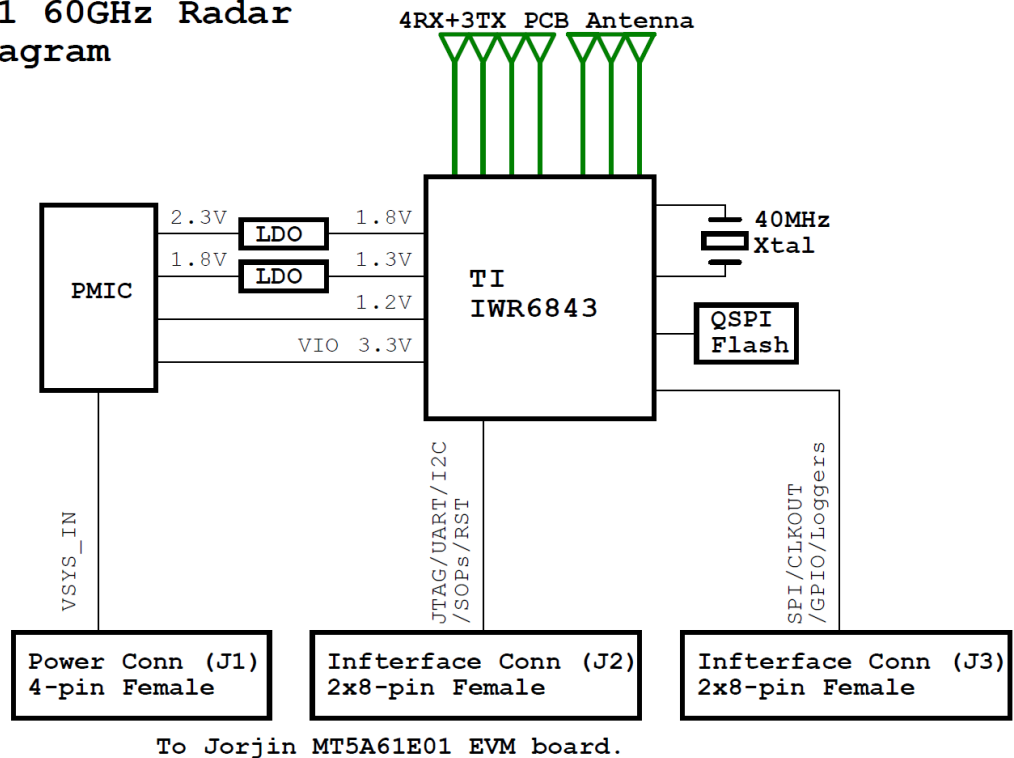 1 60GHz Radar
agram
4RX+3TX PCB Antenna
2.3V
LDO
1.8V
1.8V
LDO
1.3V
1.2V
VIO 3.3V
PMIC
TI
IWR6843
40MHz
Xtal
QSPI
Flash
VSYS_IN
JTAG/UART/I2C
/SOPs/RST
SPI/CLKOUT
/GPIO/Loggers
Power Conn (J1)
4-pin Female
Infterface Conn (J2)
2x8-pin Female
Infterface Conn (J3)
2x8-pin Female
To Jorjin MT5A61E01 EVM board.